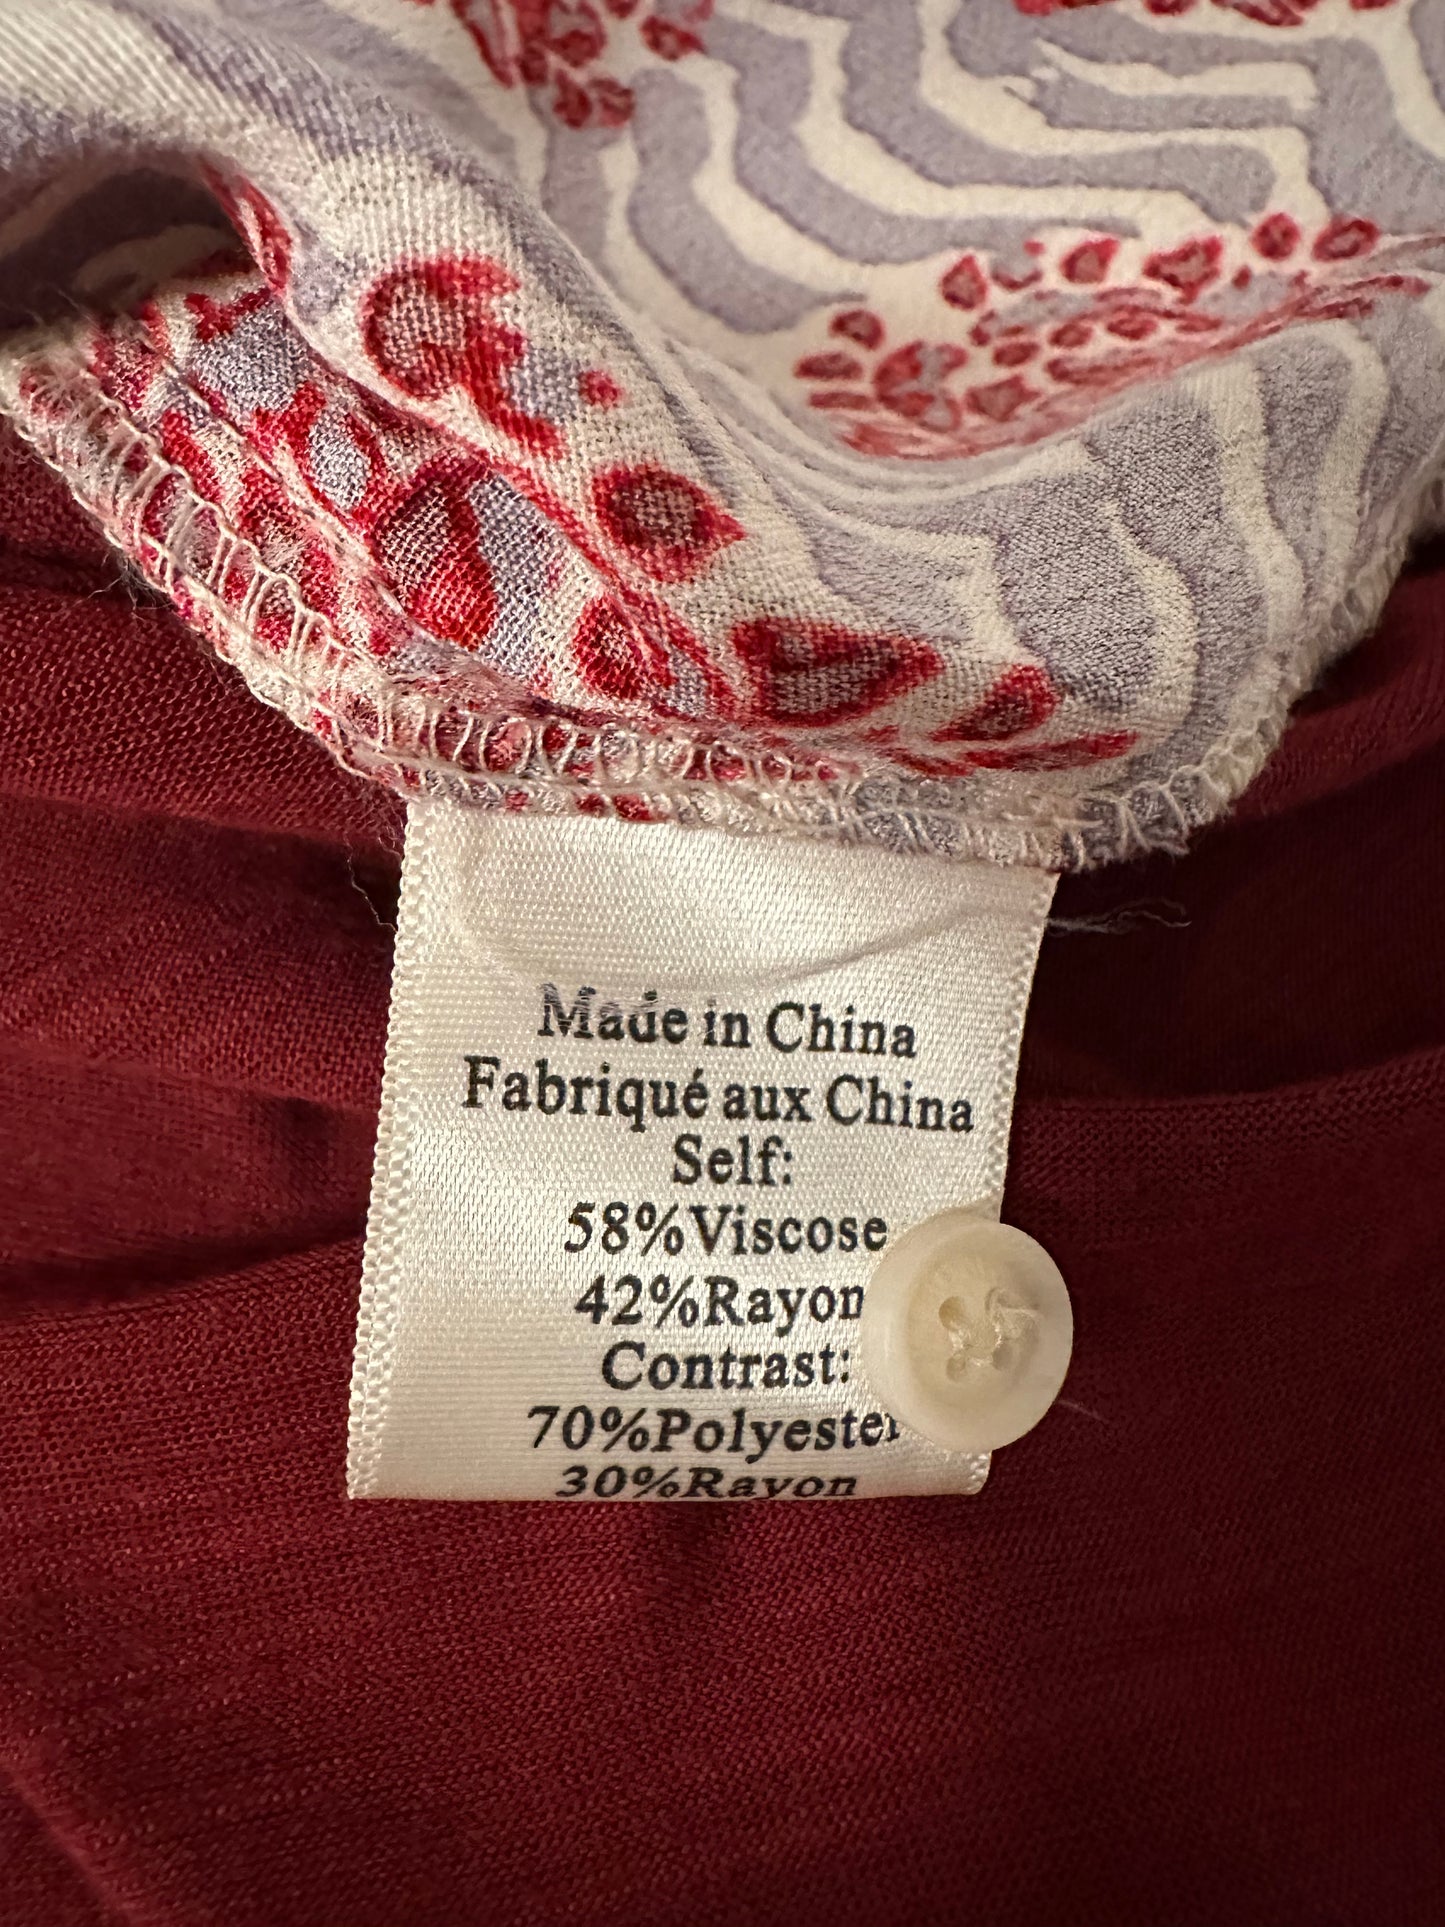 Made in China
Fabriqué aux China
Self:
58%Viscose
42%Rayon
Contrast:
70%Polyester
30%Rayon